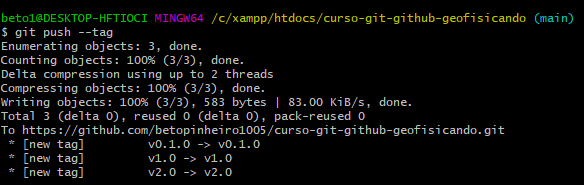 beto1@DESKTOP-HFTIOCI MINGW64 /c/xampp/htdocs/curso-git-github-geofisicando (main)
$ git push --tag
Enumerating objects: 3, done.
Counting objects: 100% (3/3), done.
Delta compression using up to 2 threads
Compressing objects: 100% (3/3), done.
Writing objects: 100% (3/3), 583 bytes | 83.00 KiB/s, done.
Total 3 (delta 0), reused 0 (delta 0), pack-reused 0
To https://github.com/betopinheiro1005/curso-git-github-geofisicando.git
 * [new tag]         v0.1.0 -> v0.1.0
 * [new tag]         v1.0 -> v1.0
 * [new tag]         v2.0 -> v2.0